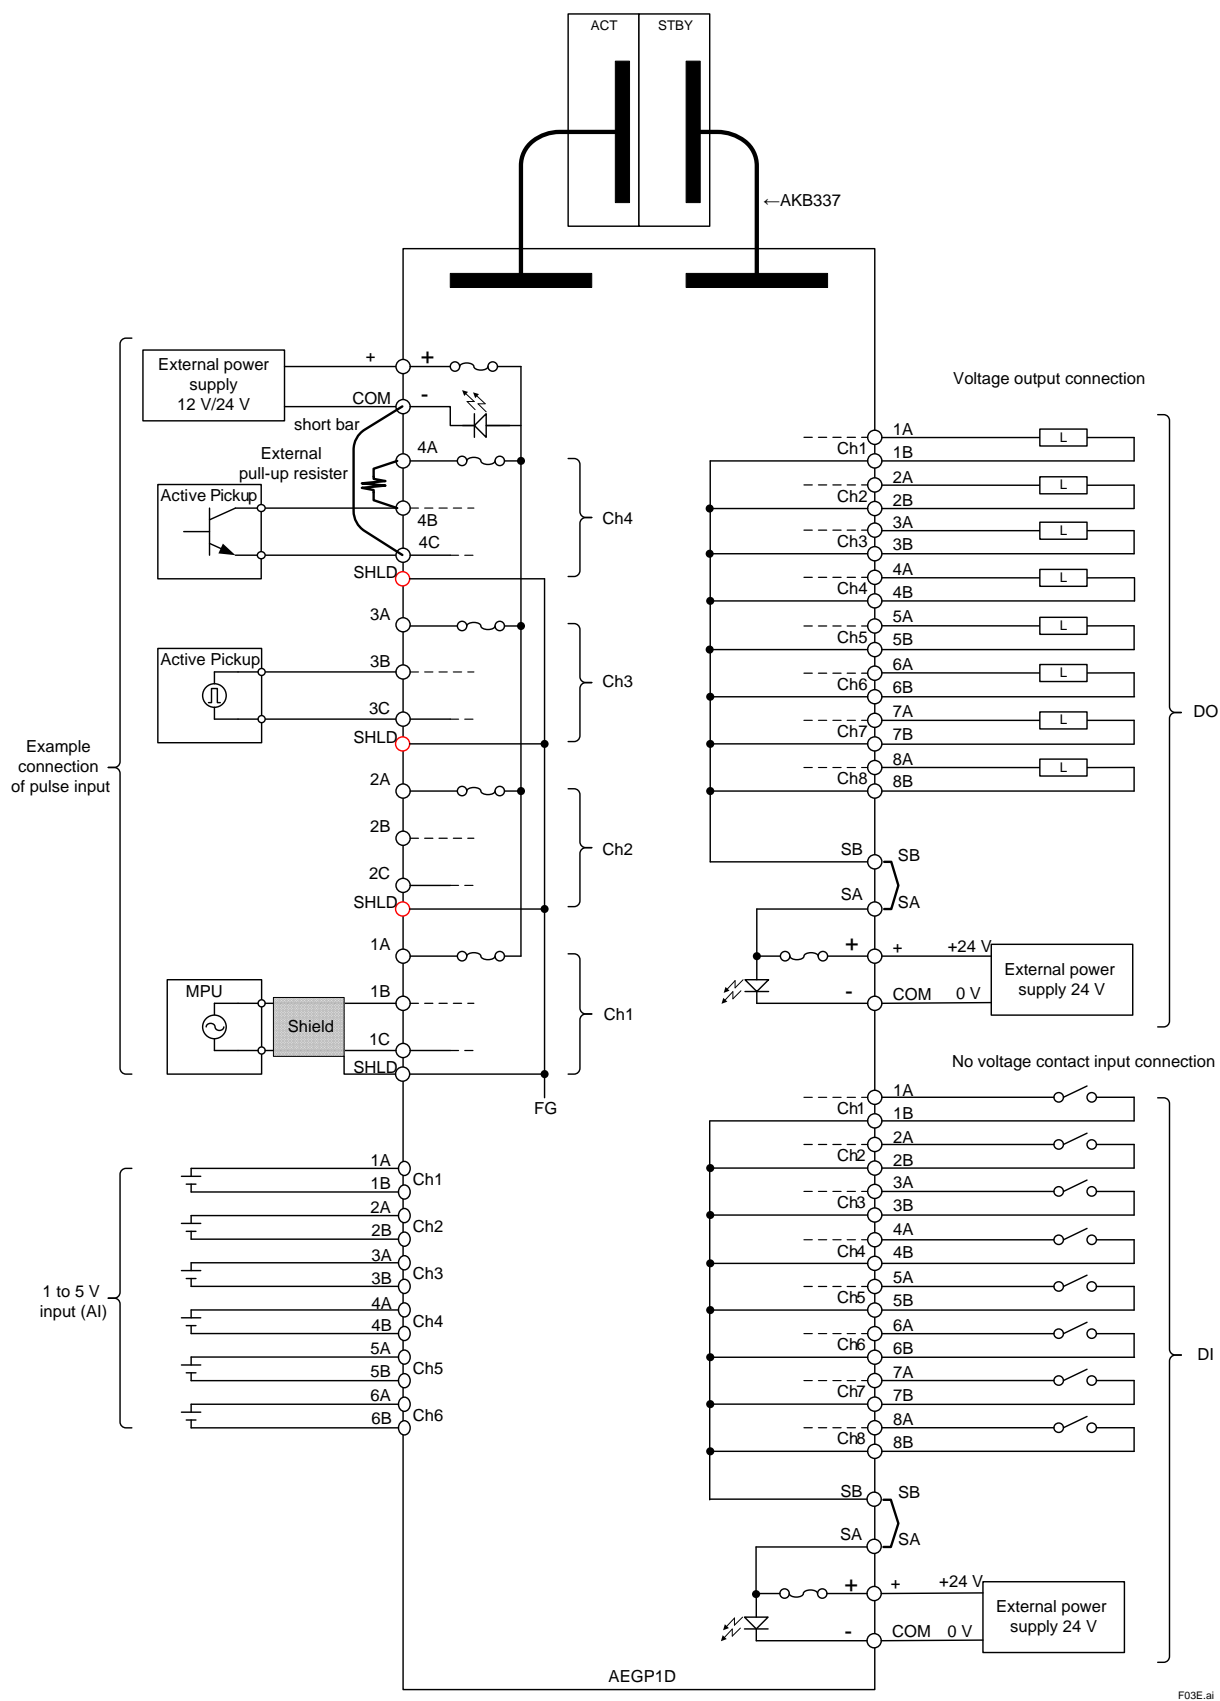 ACT
STBY
←AKB337
External power
supply
12 V/24 V
+
+
COM
-
short bar
External
pull-up resister
4A
Active Pickup
4B
4C
SHLD
Ch4
3A
Active Pickup
3B
3C
SHLD
Ch3
Example
connection
of pulse input
2A
2B
2C
SHLD
Ch2
1A
MPU
1B
Shield
1C
SHLD
Ch1
FG
1 to 5 V
input (AI)
1A
Ch1
1B
2A
Ch2
2B
3A
Ch3
3B
4A
Ch4
4B
5A
Ch5
5B
6A
Ch6
6B
Voltage output connection
1A
Ch1
1B
L
2A
Ch2
2B
L
3A
Ch3
3B
L
4A
Ch4
4B
L
5A
Ch5
5B
L
6A
Ch6
6B
L
7A
Ch7
7B
L
8A
Ch8
8B
L
DO
SB
SB
SA
SA
+
+
+24 V
-
COM
0 V
External power
supply 24 V
No voltage contact input connection
1A
Ch1
1B
2A
Ch2
2B
3A
Ch3
3B
4A
Ch4
4B
5A
Ch5
5B
6A
Ch6
6B
7A
Ch7
7B
8A
Ch8
8B
DI
SB
SB
SA
SA
+
+
+24 V
-
COM
0 V
External power
supply 24 V
AEGP1D
F03E.ai